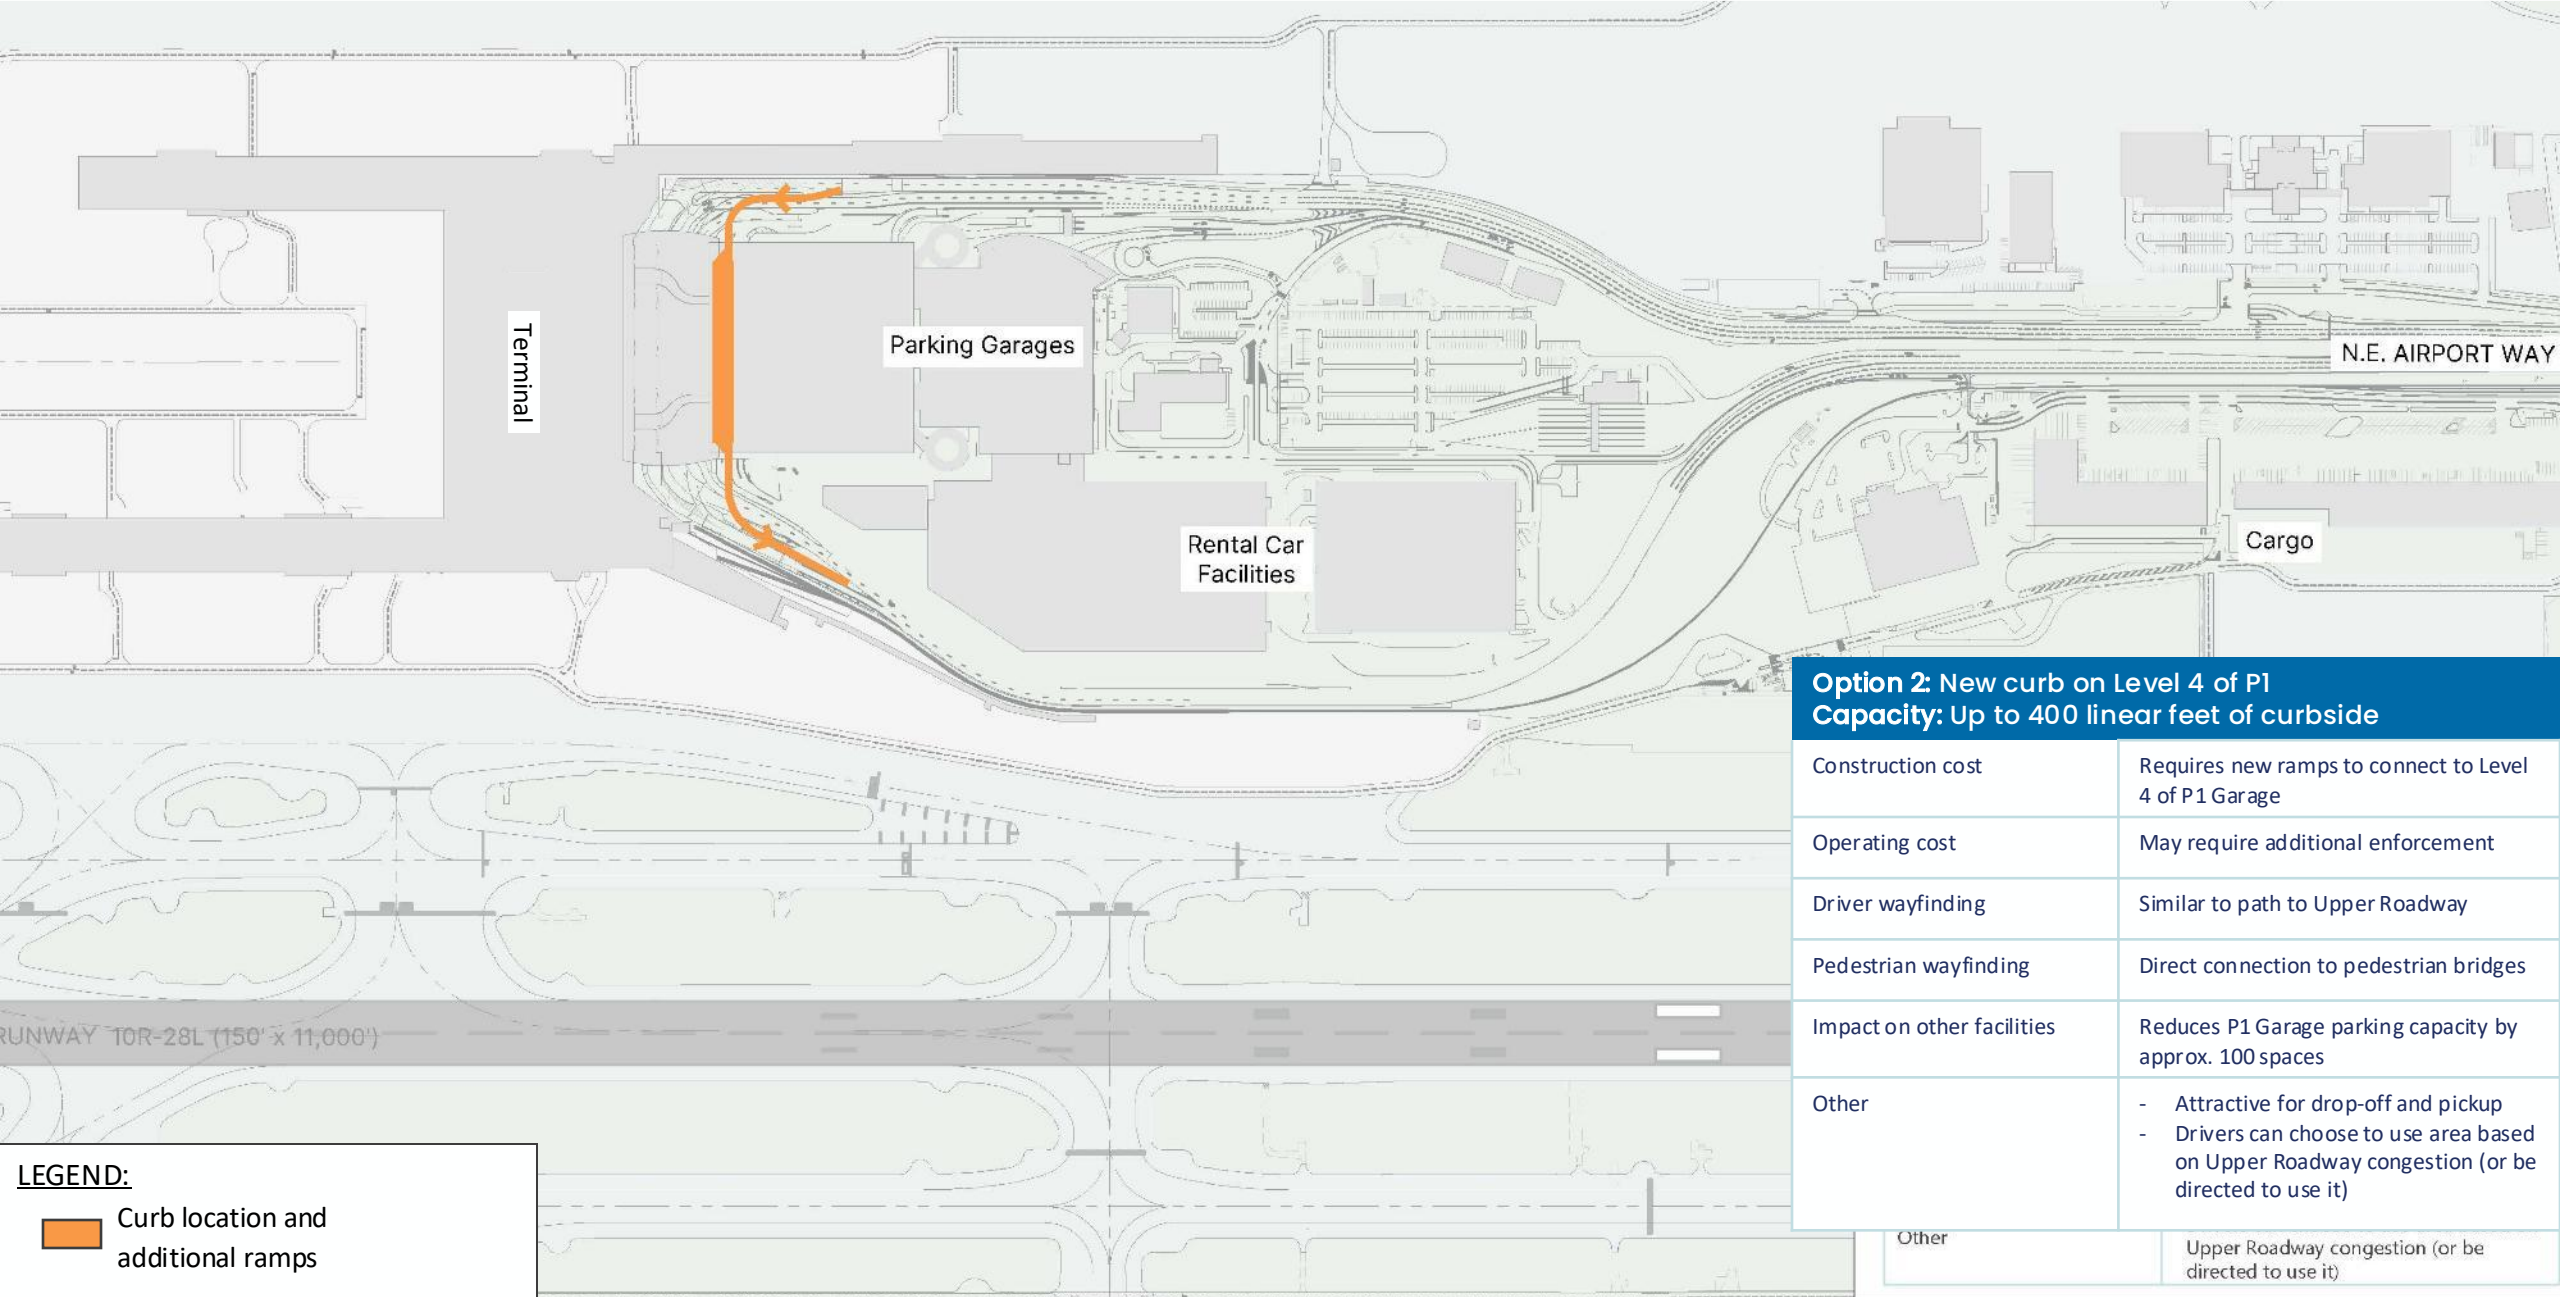 Terminal
Parking Garages
N.E. AIRPORT WAY
Rental Car
Facilities
Cargo
Option 2: New curb on Level 4 of P1
Capacity: Up to 400 linear feet of curbside
Construction cost
Requires new ramps to connect to Level
4 of P1 Garage
Operating cost
May require additional enforcement
Driver wayfinding
Similar to path to Upper Roadway
Pedestrian wayfinding
Direct connection to pedestrian bridges
Impact on other facilities
Reduces P1 Garage parking capacity by
approx. 100 spaces
Other
- Attractive for drop-off and pickup
- Drivers can choose to use area based
on Upper Roadway congestion (or be
directed to use it)
Other
Upper Roadway congestion (or be
directed to use it)
RUNWAY 10R-28L (150' x 11,000')
LEGEND:
Curb location and
additional ramps